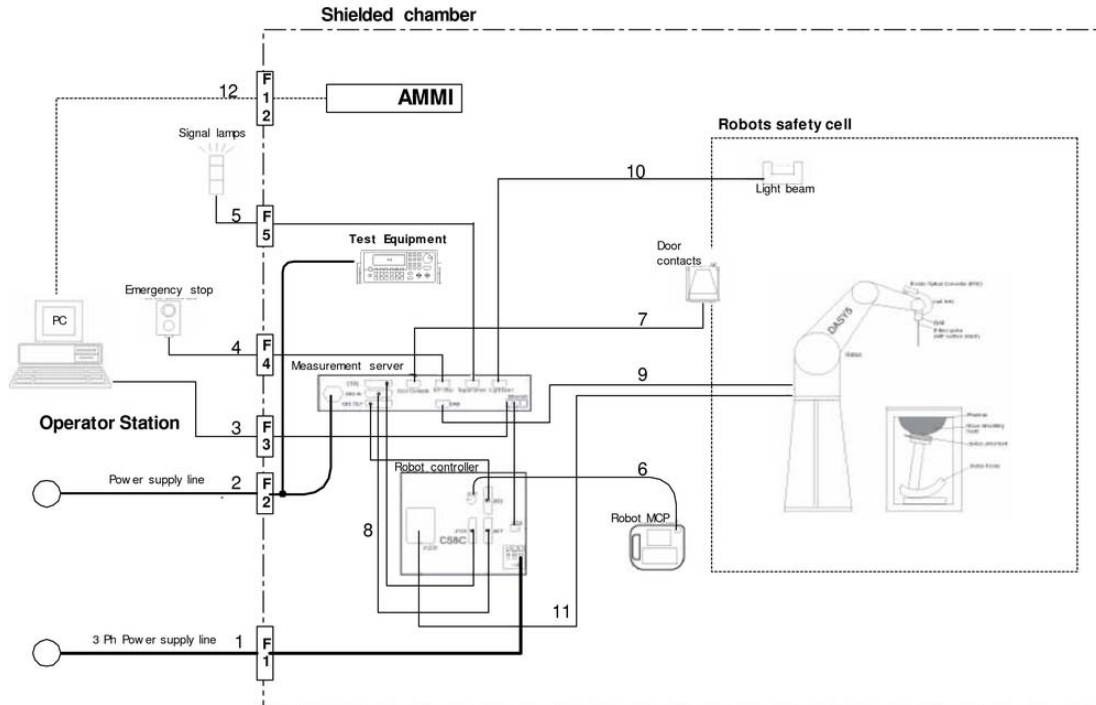 Shielded chamber
12
F
1
2
AMMI
Signal lamps
Robots safety cell
10
Light beam
5
F
5
Test Equipment
Door
contacts
Emergency stop
PC
DASY5
7
4
F
4
Measurement server
9
Operator Station
3
F
3
Robot controller
Power supply line
2
F
2
6
Robot MCP
8
CS8C
11
3 Ph Power supply line
1
F
1